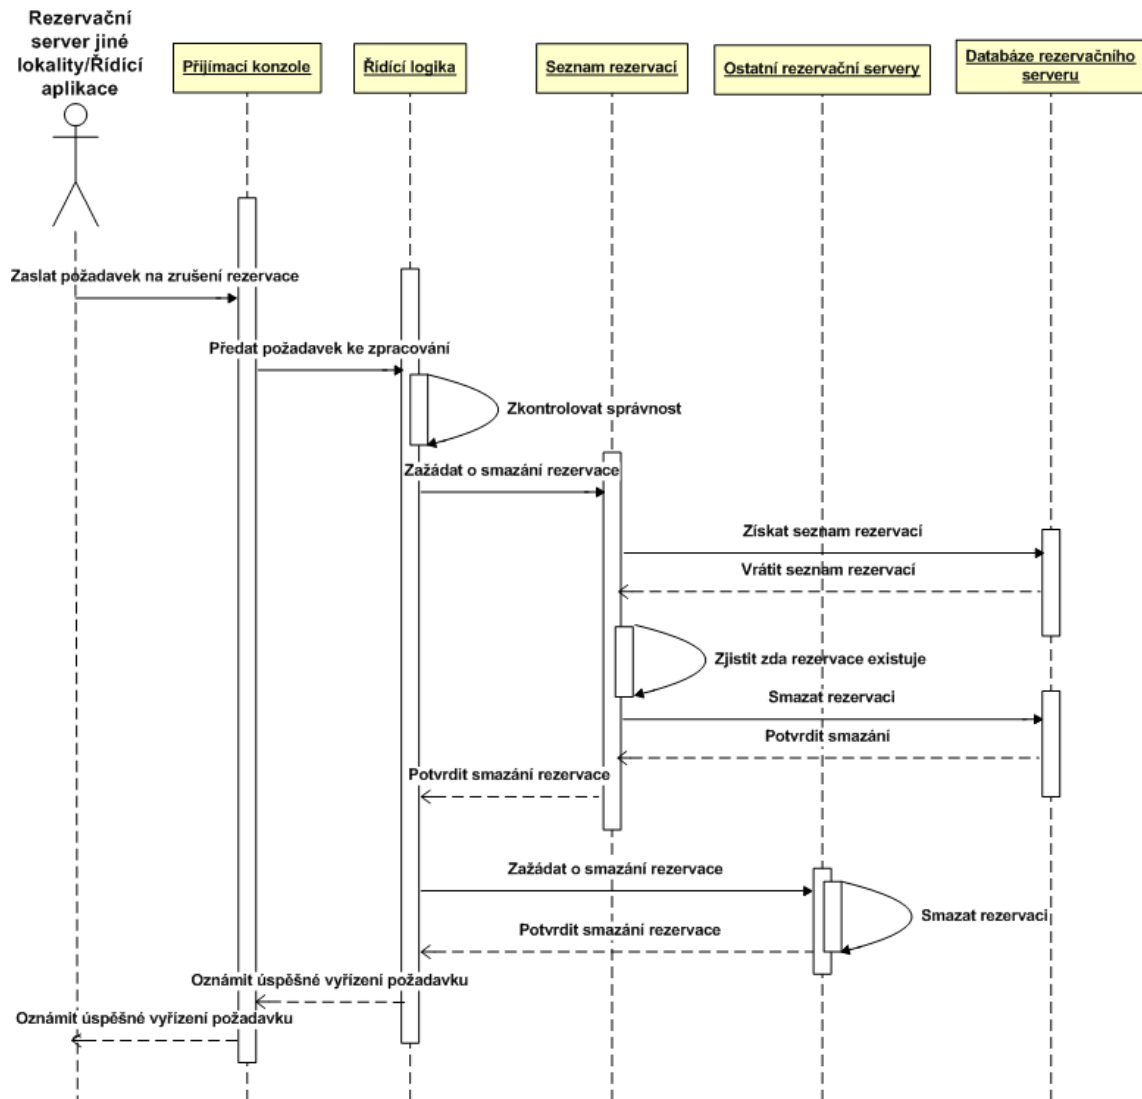 Rezervační
server jiné
lokality/Řídící
aplikace
Přijímací konzole
Řídící logika
Seznam rezervací
Ostatní rezervační servery
Databáze rezervačního
serveru
Zaslat požadavek na zrušení rezervace
Předat požadavek ke zpracování
Zkontrolovat správnost
Zažádat o smazání rezervace
Získat seznam rezervací
Vrátit seznam rezervací
Zjistit zda rezervace existuje
Smazat rezervaci
Potvrdit smazání
Potvrdit smazání rezervace
Zažádat o smazání rezervace
Smazat rezervaci
Potvrdit smazání rezervace
Oznámit úspěšné vyřízení požadavku
Oznámit úspěšné vyřízení požadavku